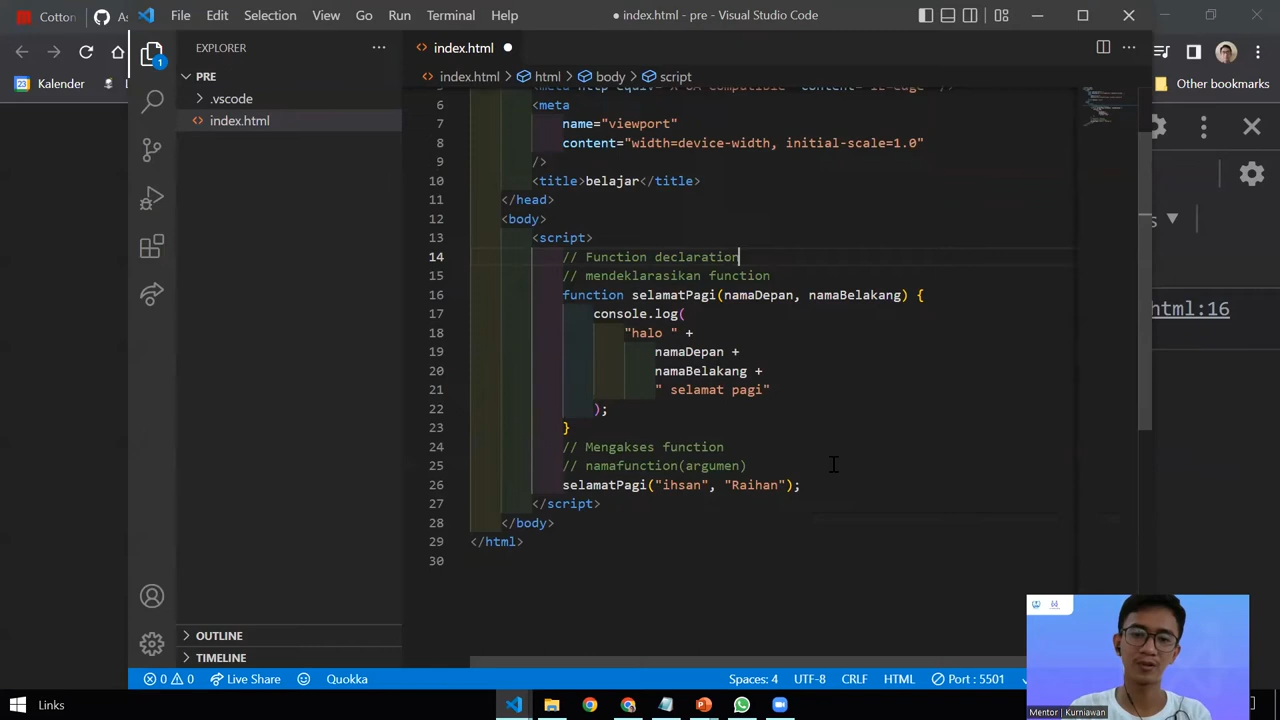 Cotton
As
File Edit Selection View Go Run Terminal Help
● index.html - pre - Visual Studio Code
Kalender
Other bookmarks
EXPLORER
PRE
.vscode
index.html
index.html
index.html > html > body > script
6 <meta
7 name="viewport"
8 content="width=device-width, initial-scale=1.0"
9 />
10 <title>belajar</title>
11 </head>
12 <body>
13 <script>
14 // Function declaration
15 // mendeklarasikan function
16 function selamatPagi(namaDepan, namaBelakang) {
17 console.log(
18 "halo " +
19 namaDepan +
20 namaBelakang +
21 " selamat pagi"
22 );
23 }
24 // Mengakses function
25 // namafunction(argumen)
26 selamatPagi("ihsan", "Raihan");
27 </script>
28 </body>
29 </html>
30
html:16
1
OUTLINE
TIMELINE
0 0 Live Share Quokka
Spaces: 4 UTF-8 CRLF HTML Port : 5501
Links
Mentor | Kurniawan